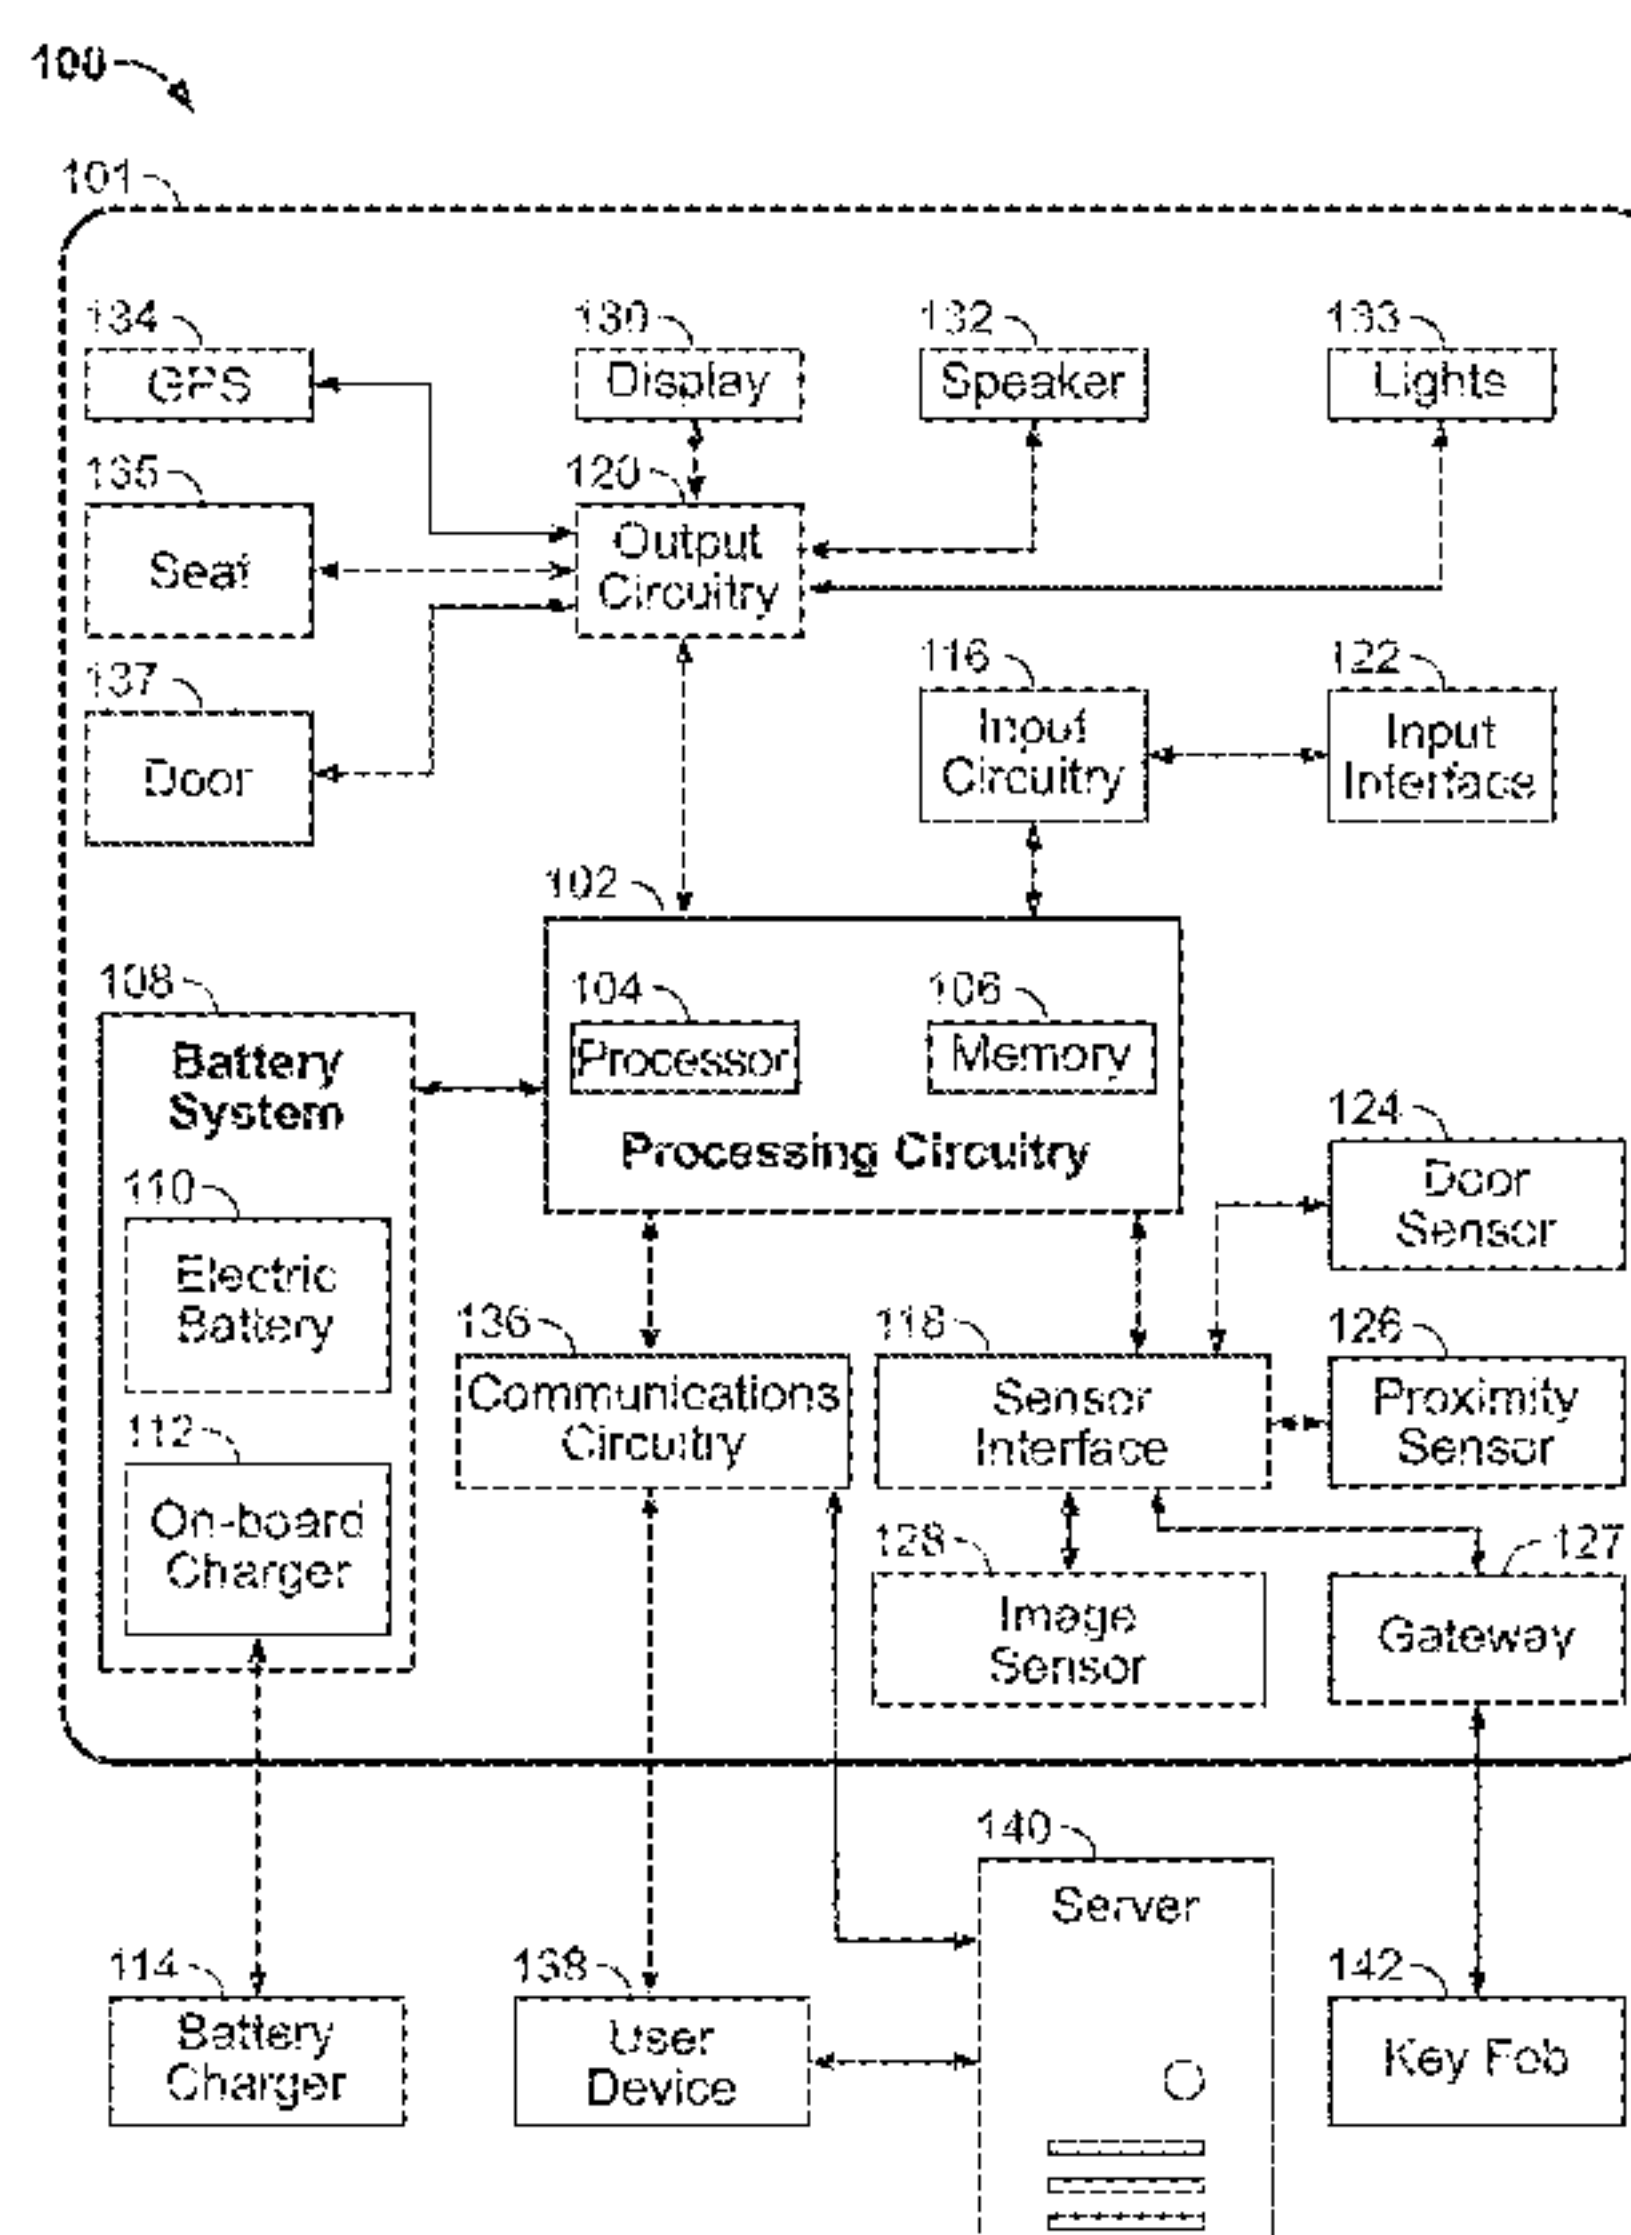 100
101
134
130
132
133
GPS
Display
Speaker
Lights
135
120
Seat
Output
Circuitry
137
116
122
Door
Input
Circuitry
Input
Interface
102
108
104
106
Battery
System
Processor
Memory
Processing Circuitry
124
Door
Sensor
110
Electric
Battery
136
118
126
Communications
Circuitry
Sensor
Interface
Proximity
Sensor
112
On-board
Charger
128
127
Image
Sensor
Gateway
140
Server
114
138
142
Battery
Charger
User
Device
Key Fob